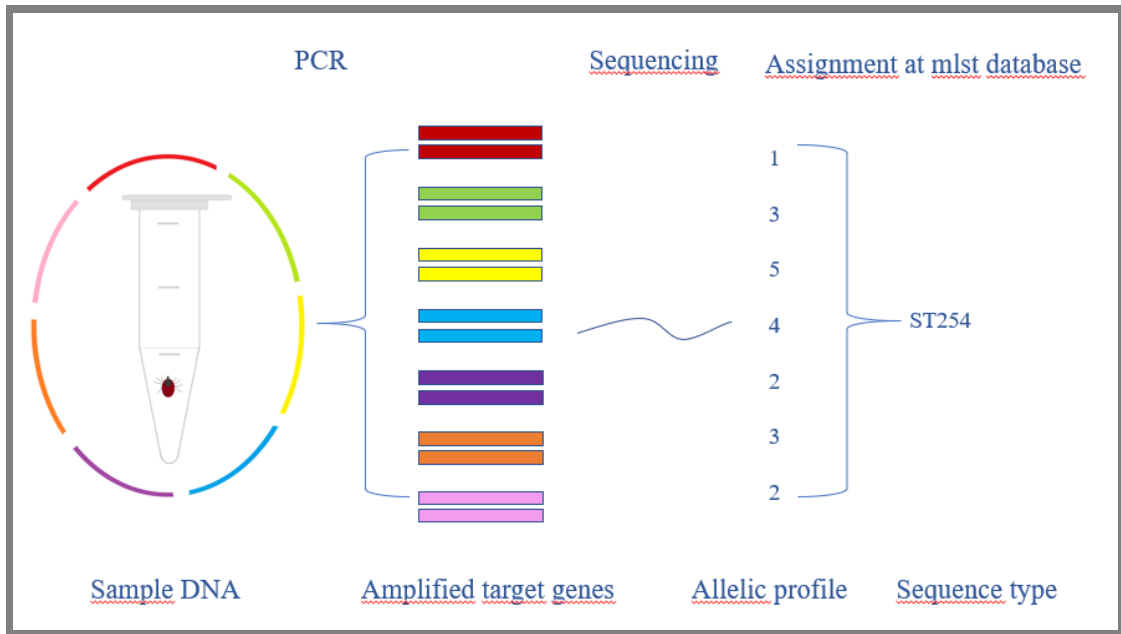 PCR
Sequencing
Assignment at mlst database
1
3
5
4
2
3
2
ST254
Sample DNA
Amplified target genes
Allelic profile
Sequence type